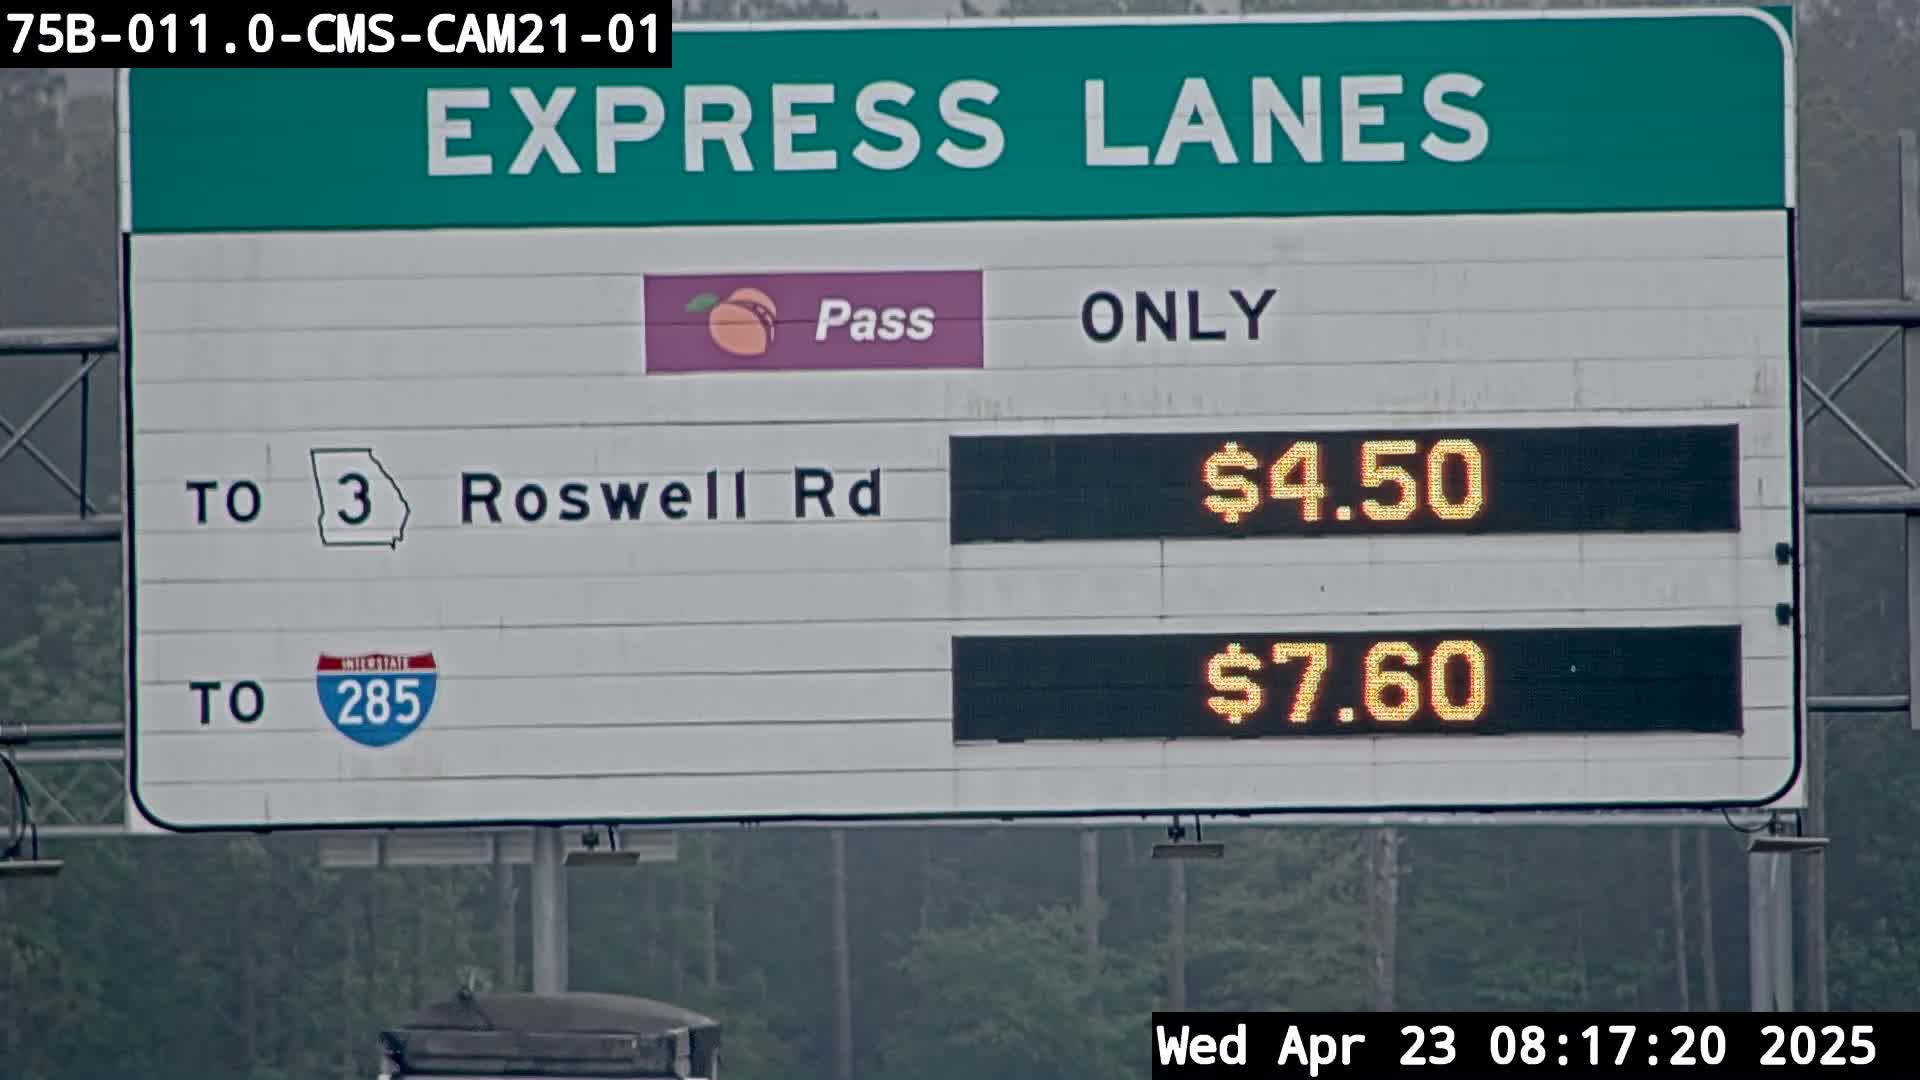 75B-011.0-CMS-CAM21-01
EXPRESS LANES
Pass ONLY
TO 3 Roswell Rd $4.50
TO INTERSTATE 285 $7.60
Wed Apr 23 08:17:20 2025